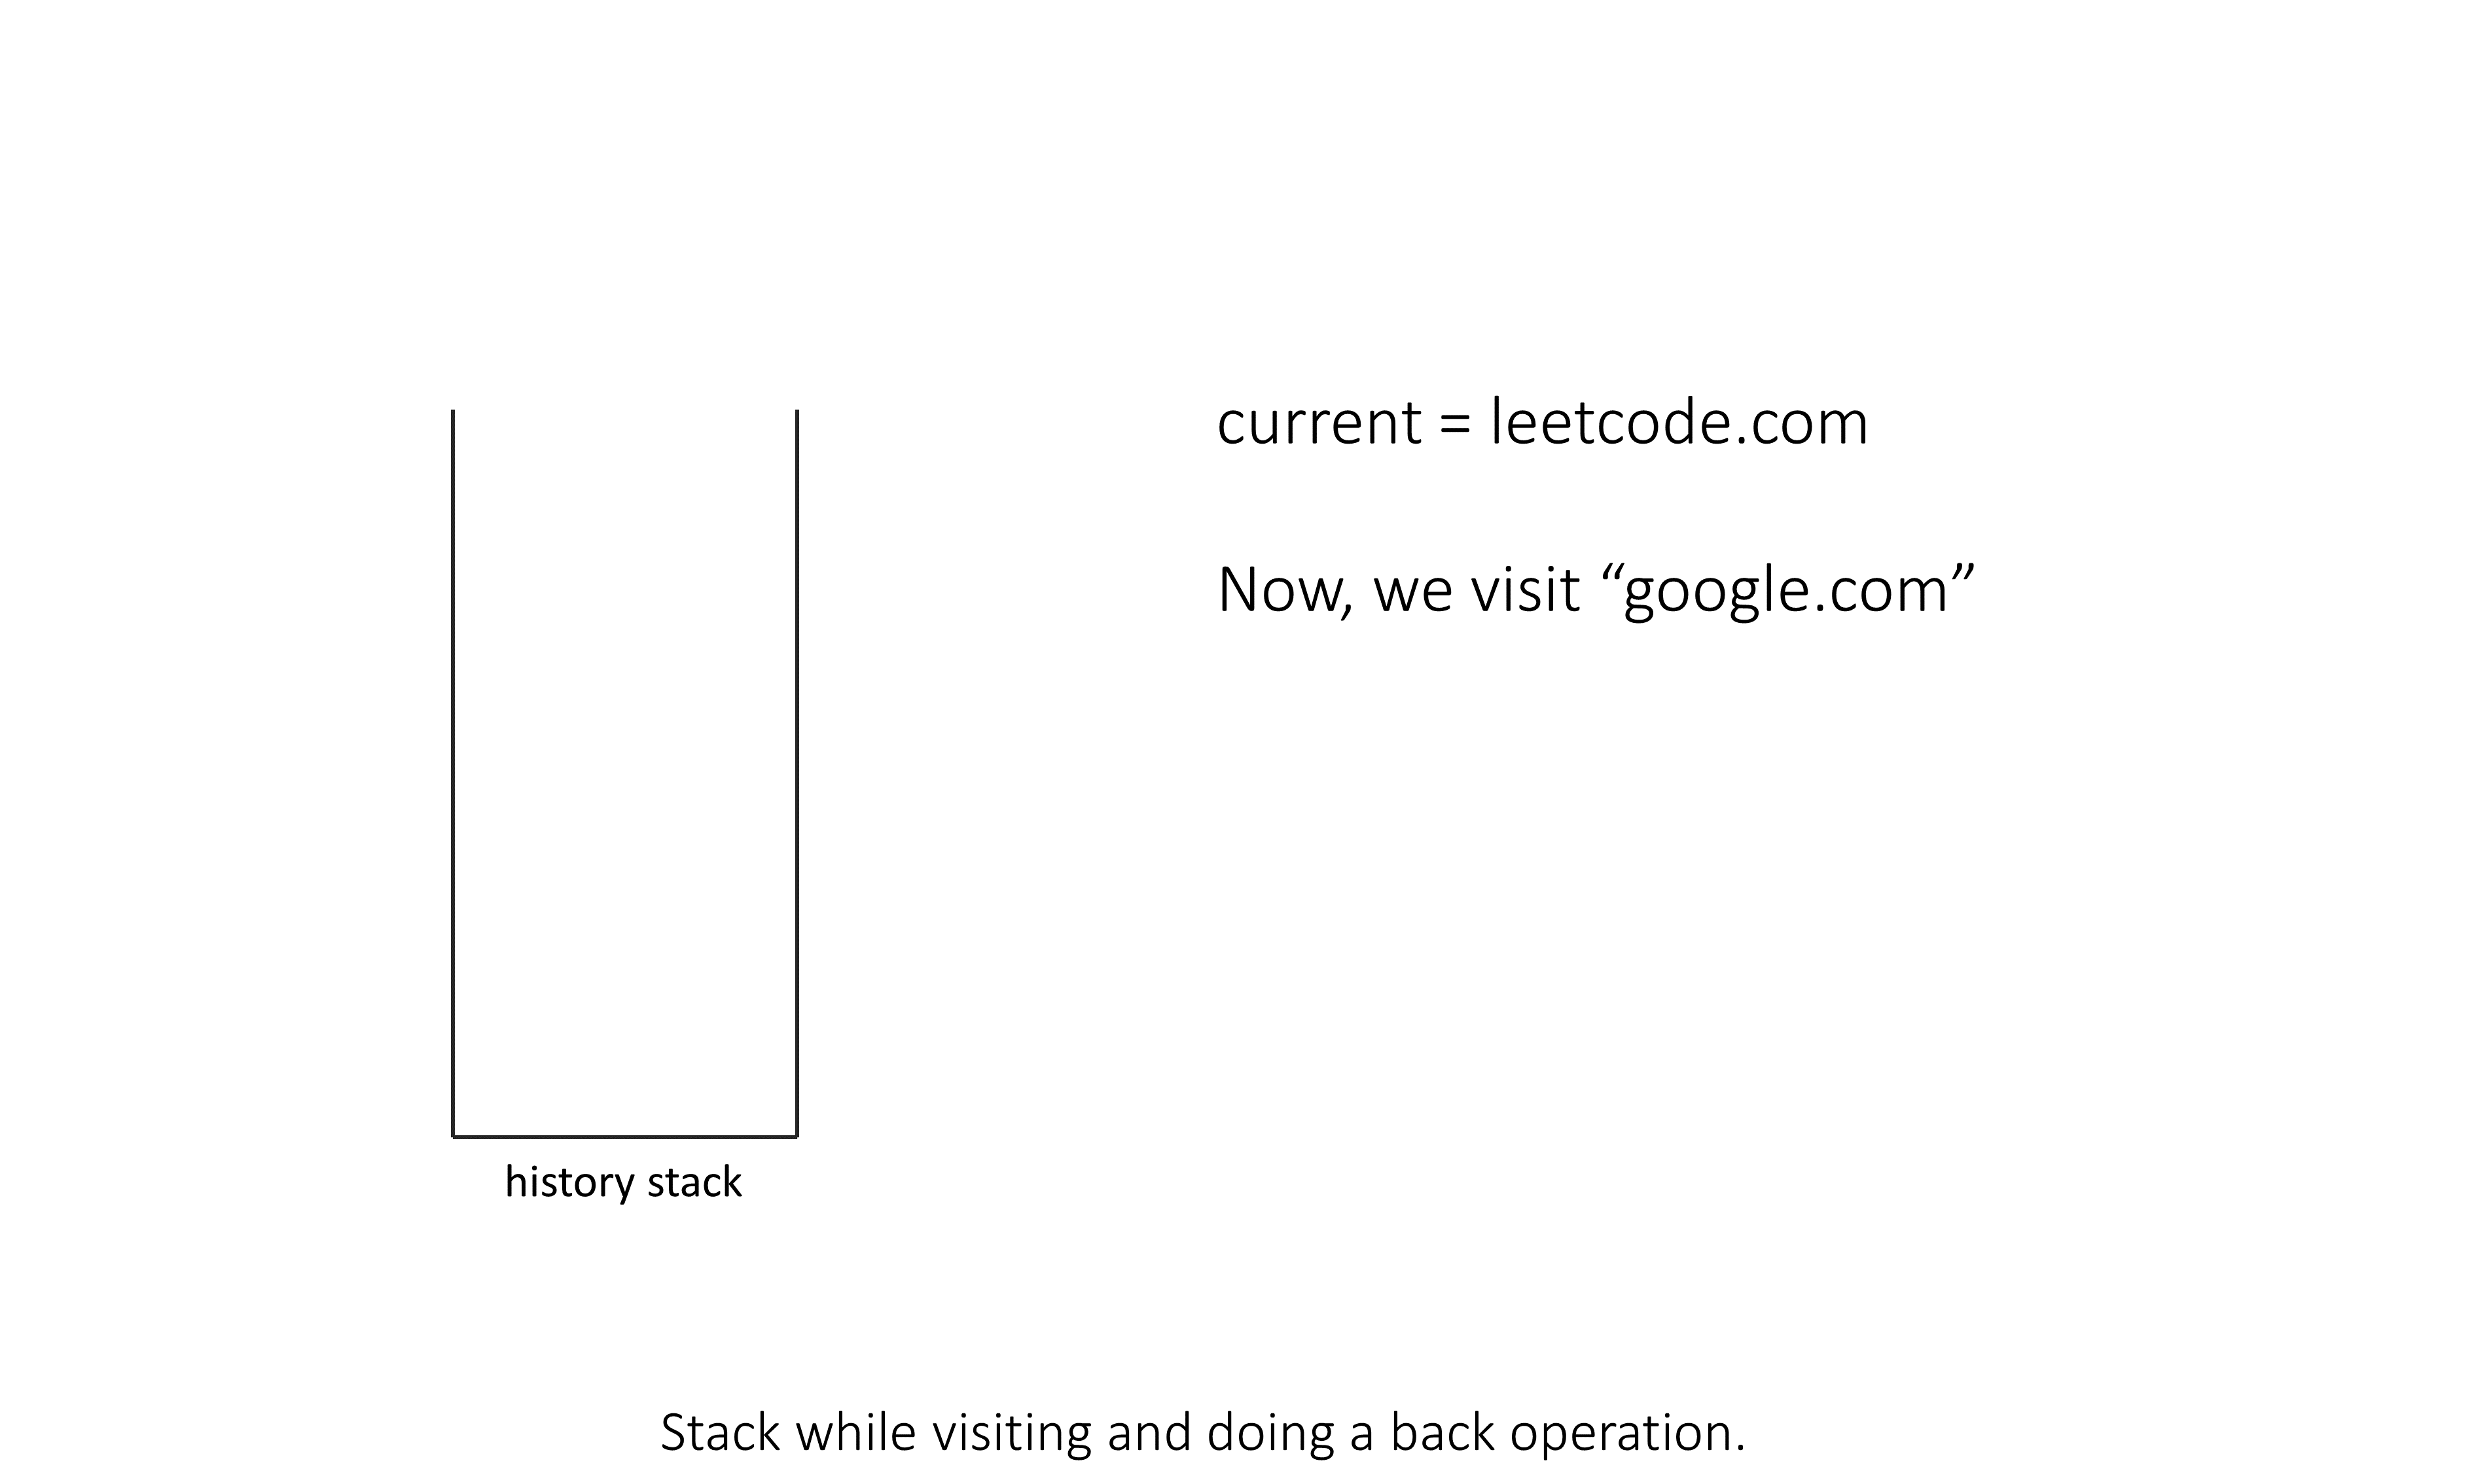 current = leetcode.com
Now, we visit “google.com”
history stack
Stack while visiting and doing a back operation.